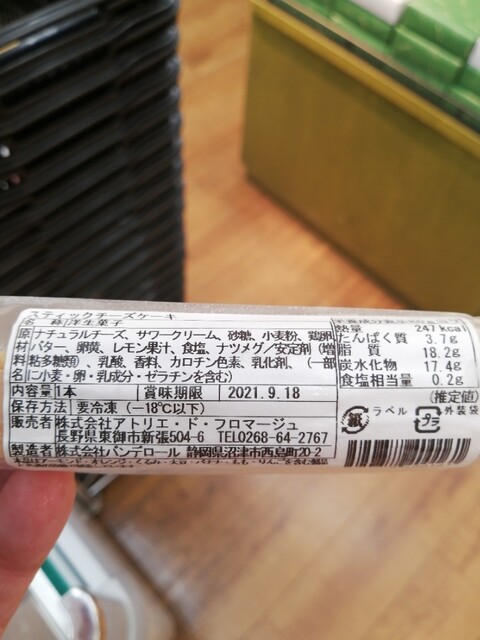 スティックチーズケーキ
名称 洋生菓子
原 ナチュラルチーズ、サワークリーム、砂糖、小麦粉、鶏卵
材 バター、卵黄、レモン果汁、食塩、ナツメグ/安定剤(増
料 粘多糖類)、乳酸、香料、カロチン色素、乳化剤、(一部
名 に小麦・卵・乳成分・ゼラチンを含む)
内容量 1本 賞味期限 2021.9.18
保存方法 要冷凍(-18℃以下)
販売者 株式会社アトリエ・ド・フロマージュ
長野県東御市新張504-6 TEL0268-64-2767
製造者 株式会社バンデロール 静岡県沼津市西島町20-2
熱量 247kcal
たんぱく質 3.7g
脂質 18.2g
炭水化物 17.4g
食塩相当量 0.2g
(推定値)
紙 ラベル プラ 外装袋